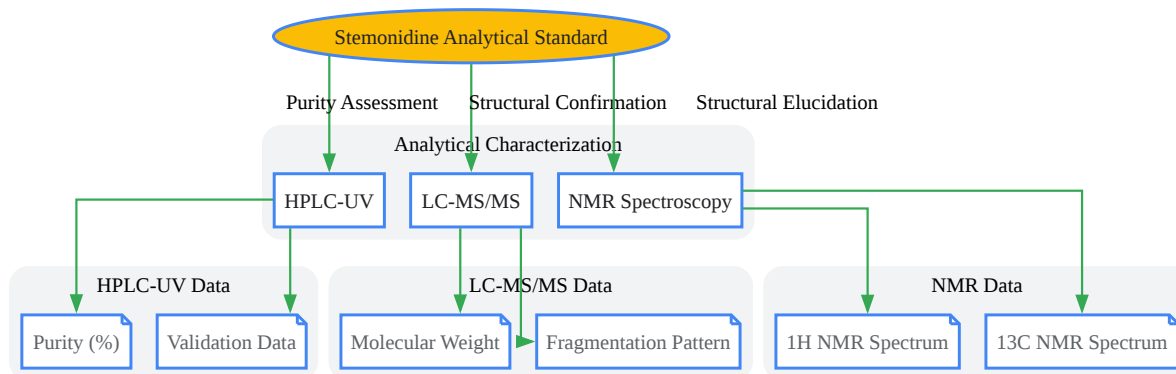 Stemonidine Analytical Standard
Purity Assessment
Structural Confirmation
Structural Elucidation
Analytical Characterization
HPLC-UV
LC-MS/MS
NMR Spectroscopy
HPLC-UV Data
LC-MS/MS Data
NMR Data
Purity (%)
Validation Data
Molecular Weight
Fragmentation Pattern
1H NMR Spectrum
13C NMR Spectrum